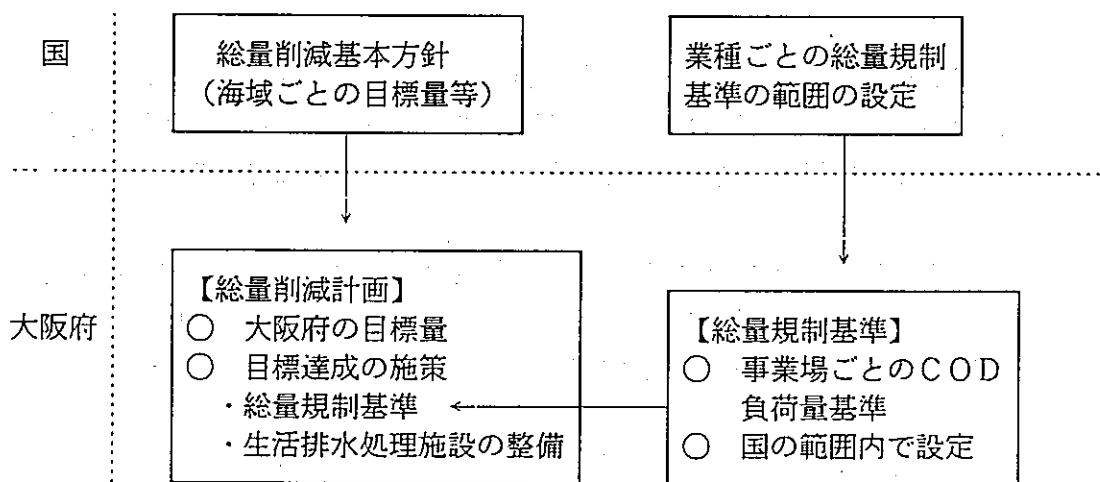 国
総量削減基本方針
（海域ごとの目標量等）
業種ごとの総量規制
基準の範囲の設定
大阪府
【総量削減計画】
○　大阪府の目標量
○　目標達成の施策
・総量規制基準
・生活排水処理施設の整備
【総量規制基準】
○　事業場ごとのＣＯＤ
負荷量基準
○　国の範囲内で設定